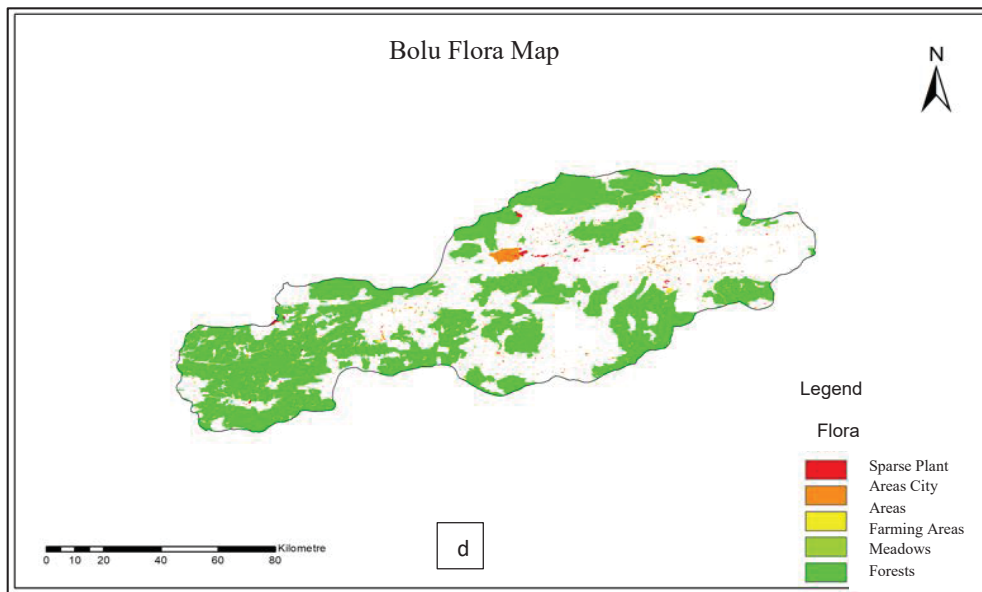 Bolu Flora Map
N
Legend
Flora
Sparse Plant
Areas City
Areas
Farming Areas
Meadows
Forests
Kilometre
0 10 20 40 60 80
d